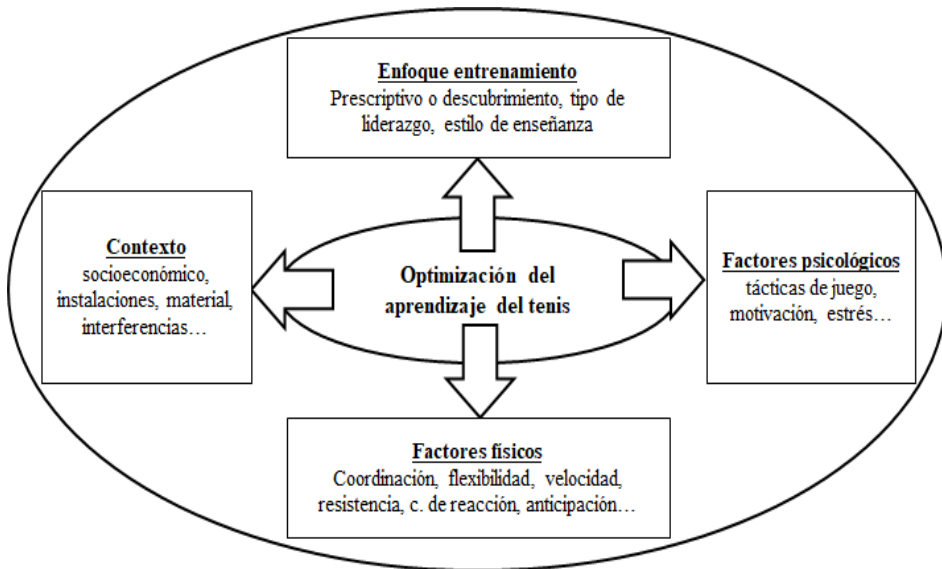 Enfoque entrenamiento
Prescriptivo o descubrimiento, tipo de
liderazgo, estilo de enseñanza
Contexto
socioeconómico,
instalaciones, material,
interferencias…
Optimización del
aprendizaje del tenis
Factores psicológicos
tácticas de juego,
motivación, estrés…
Factores físicos
Coordinación, flexibilidad, velocidad,
resistencia, c. de reacción, anticipación…